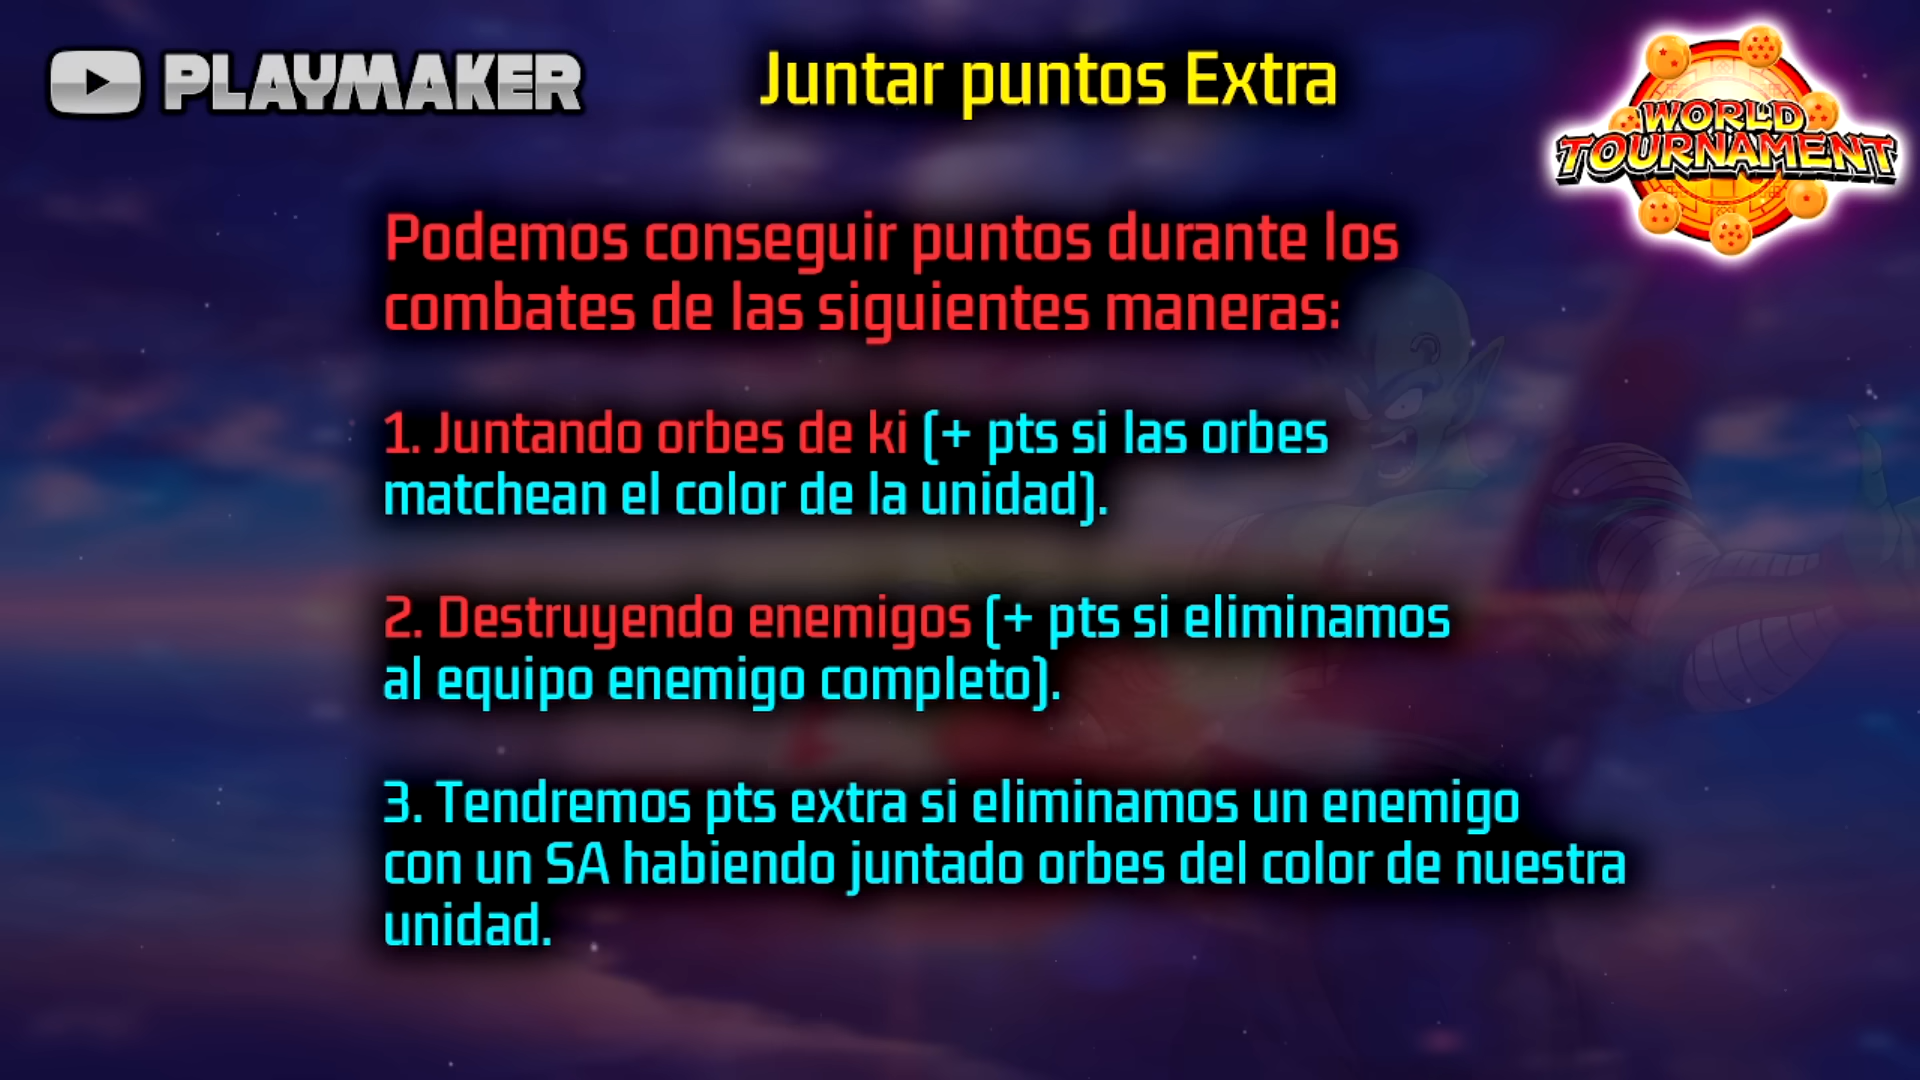 PLAYMAKER
Juntar puntos Extra
WORLD
TOURNAMENT
Podemos conseguir puntos durante los
combates de las siguientes maneras:
1. Juntando orbes de ki (+ pts si las orbes
matchean el color de la unidad).
2. Destruyendo enemigos (+ pts si eliminamos
al equipo enemigo completo).
3. Tendremos pts extra si eliminamos un enemigo
con un SA habiendo juntado orbes del color de nuestra
unidad.